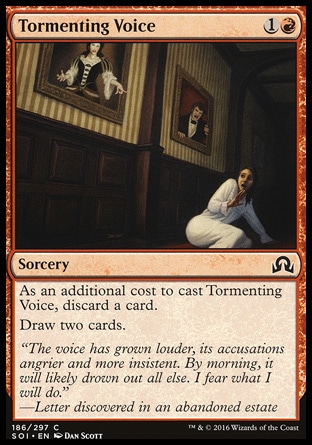 Tormenting Voice 1
Sorcery
As an additional cost to cast Tormenting
Voice, discard a card.
Draw two cards.
"The voice has grown louder, its accusations
angrier and more insistent. By morning, it
will likely drown out all else. I fear what I
will do."
—Letter discovered in an abandoned estate
186/297 C
SOI • EN DAN SCOTT
™ & © 2016 Wizards of the Coast